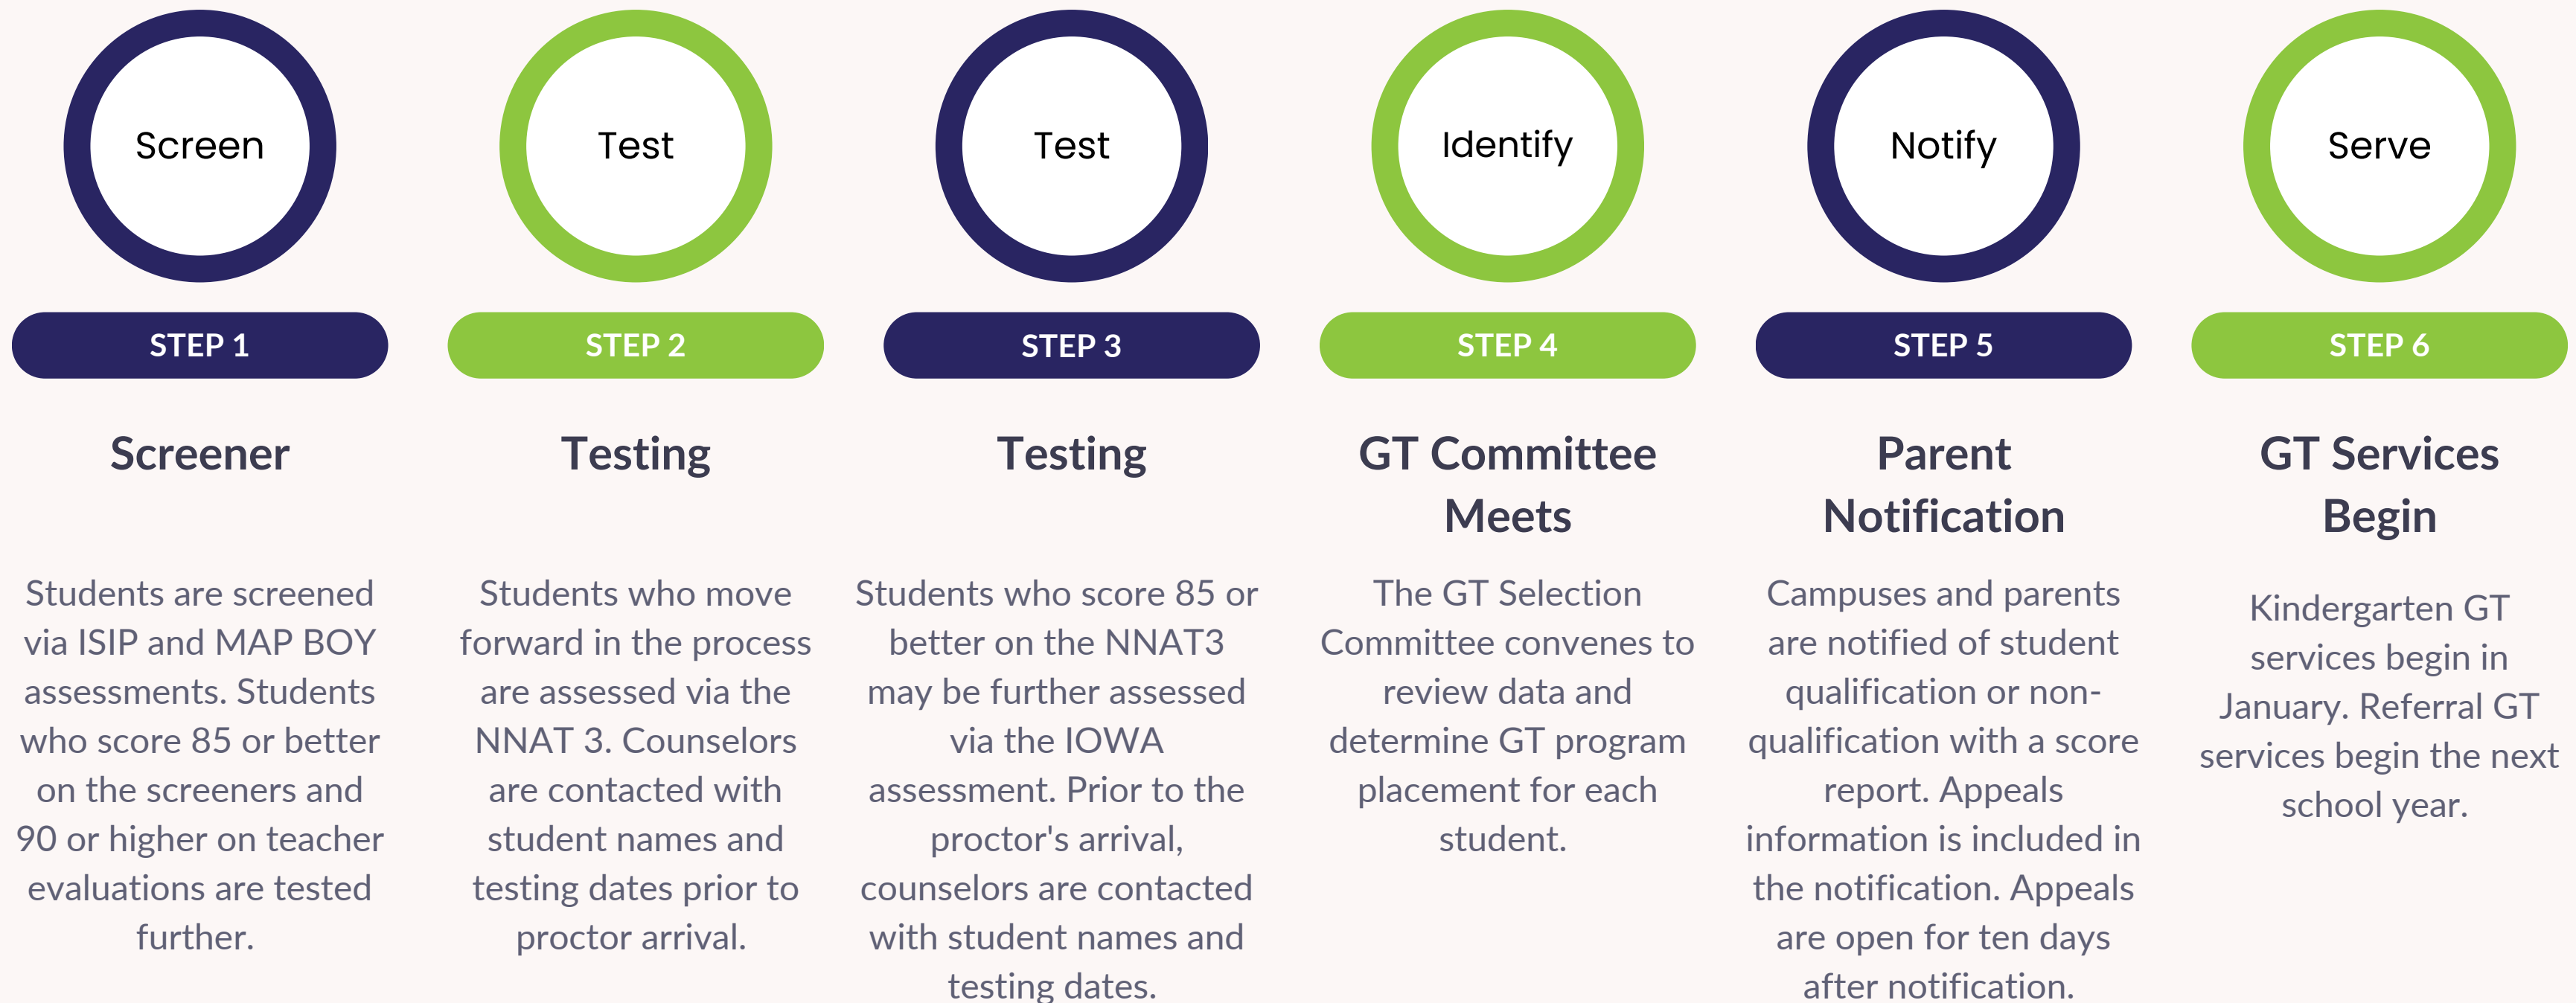 Screen
STEP 1
Screener
Students are screened
via ISIP and MAP BOY
assessments. Students
who score 85 or better
on the screeners and
90 or higher on teacher
evaluations are tested
further.
Test
STEP 2
Testing
Students who move
forward in the process
are assessed via the
NNAT 3. Counselors
are contacted with
student names and
testing dates prior to
proctor arrival.
Test
STEP 3
Testing
Students who score 85 or
better on the NNAT3
may be further assessed
via the IOWA
assessment. Prior to the
proctor's arrival,
counselors are contacted
with student names and
testing dates.
Identify
STEP 4
GT Committee
Meets
The GT Selection
Committee convenes to
review data and
determine GT program
placement for each
student.
Notify
STEP 5
Parent
Notification
Campuses and parents
are notified of student
qualification or non-
qualification with a score
report. Appeals
information is included in
the notification. Appeals
are open for ten days
after notification.
Serve
STEP 6
GT Services
Begin
Kindergarten GT
services begin in
January. Referral GT
services begin the next
school year.